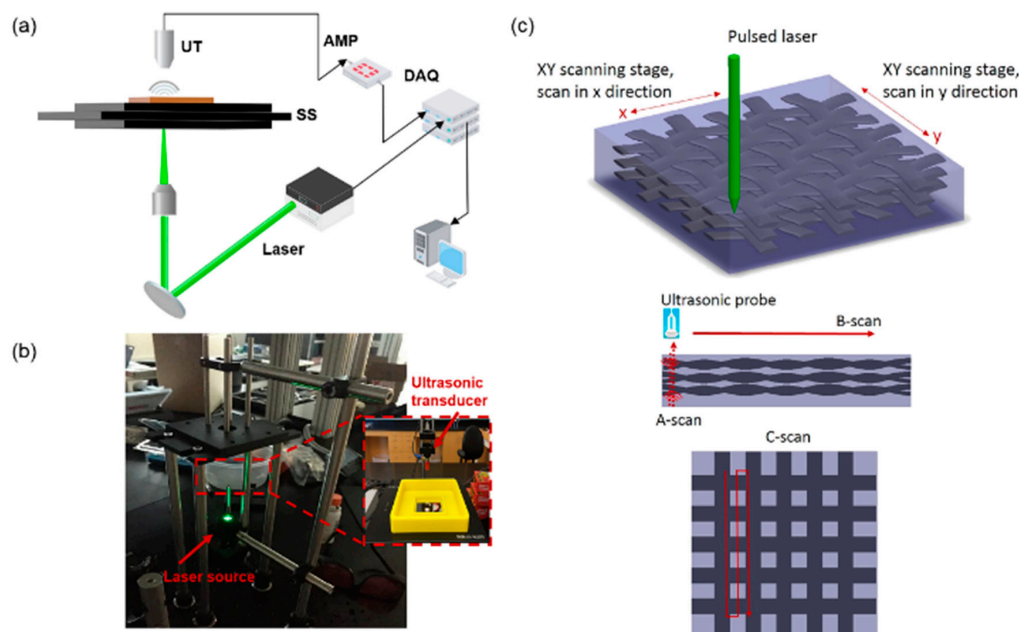 (a)
UT
AMP
DAQ
SS
Laser
(b)
Ultrasonic
transducer
Laser source
(c)
Pulsed laser
XY scanning stage,
scan in x direction
XY scanning stage,
scan in y direction
x
y
Ultrasonic probe
B-scan
A-scan
C-scan